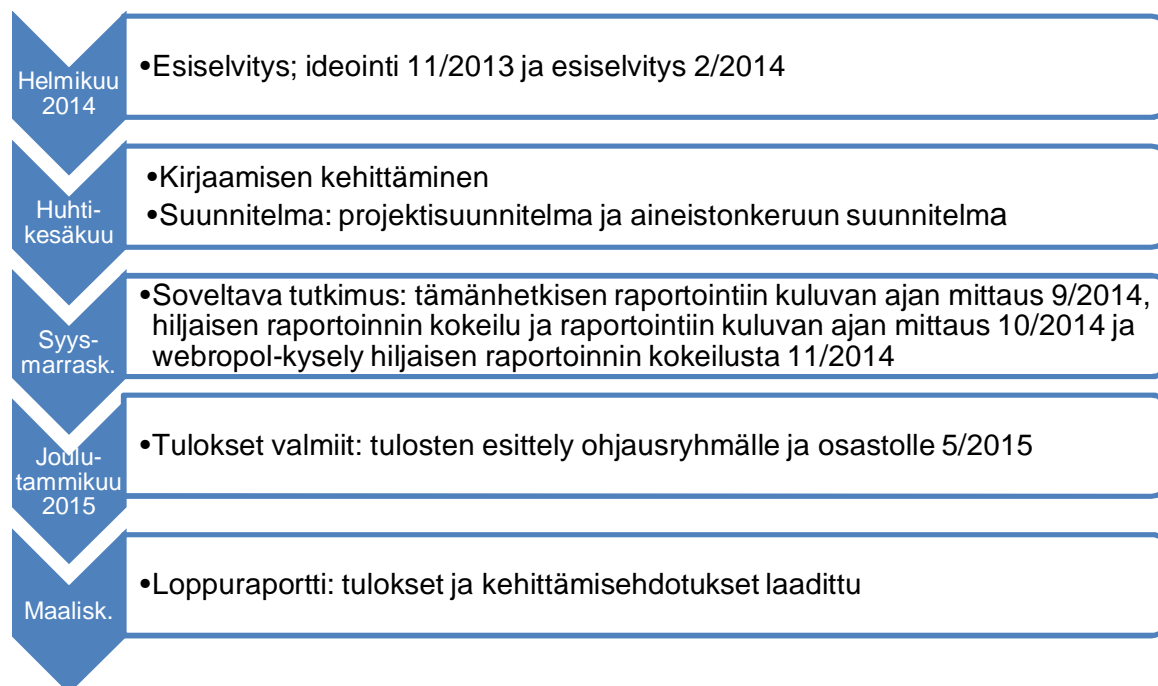 Helmikuu
2014
•Esiselvitys; ideointi 11/2013 ja esiselvitys 2/2014
Huhti-
kesäkuu
•Kirjaamisen kehittäminen
•Suunnitelma: projektisuunnitelma ja aineistonkeruun suunnitelma
Syys-
marrask.
•Soveltava tutkimus: tämänhetkisen raportointiin kuluvan ajan mittaus 9/2014,
hiljaisen raportoinnin kokeilu ja raportointiin kuluvan ajan mittaus 10/2014 ja
webropol-kysely hiljaisen raportoinnin kokeilusta 11/2014
Joulu-
tammikuu
2015
•Tulokset valmiit: tulosten esittely ohjausryhmälle ja osastolle 5/2015
Maalisk.
•Loppuraportti: tulokset ja kehittämisehdotukset laadittu